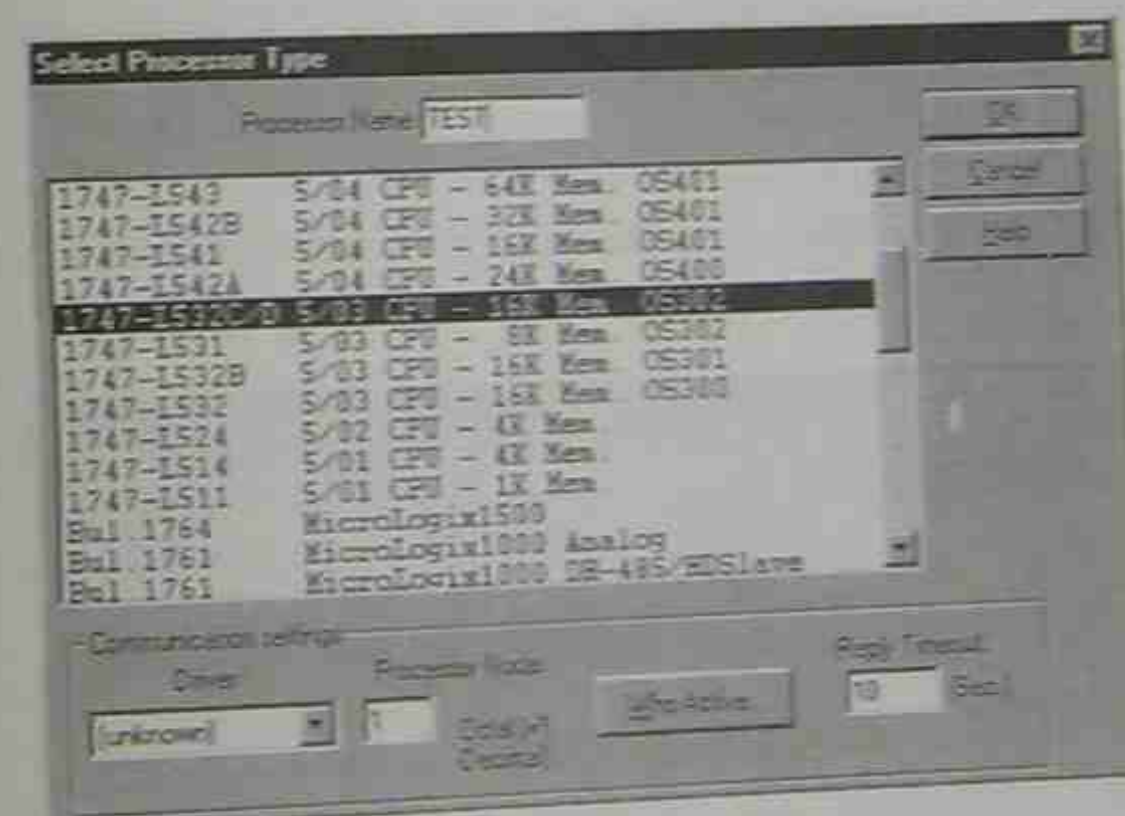 Select Processor Type
Processor Name TEST
OK
Cancel
Help
1747-L543 5/04 CPU - 64K Mem. OS401
1747-L542B 5/04 CPU - 32K Mem. OS401
1747-L541 5/04 CPU - 16K Mem. OS401
1747-L542A 5/04 CPU - 24K Mem. OS400
1747-L532C/D 5/03 CPU - 16K Mem. OS302
1747-L531 5/03 CPU - 8K Mem. OS302
1747-L532B 5/03 CPU - 16K Mem. OS301
1747-L532 5/03 CPU - 16K Mem. OS300
1747-L524 5/02 CPU - 4K Mem.
1747-L514 5/01 CPU - 4K Mem.
1747-L511 5/01 CPU - 1K Mem.
Bul.1764 MicroLogix1500
Bul.1761 MicroLogix1000 Analog
Bul.1761 MicroLogix1000 DH-485/HDSlave
Communication settings
Driver
Processor Node:
Reply Timeout:
(unknown)
1
Octal (=1
Decimal)
Who Active
10
(Sec.)